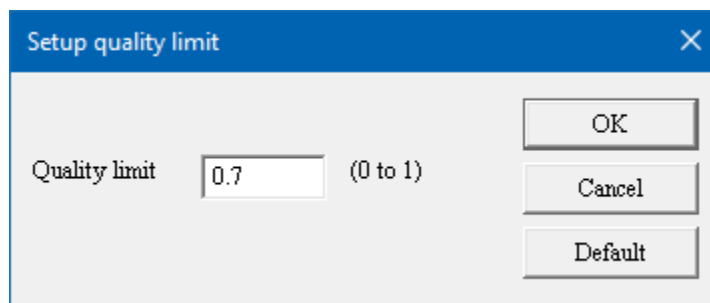 Setup quality limit
OK
Quality limit 0.7 (0 to 1)
Cancel
Default